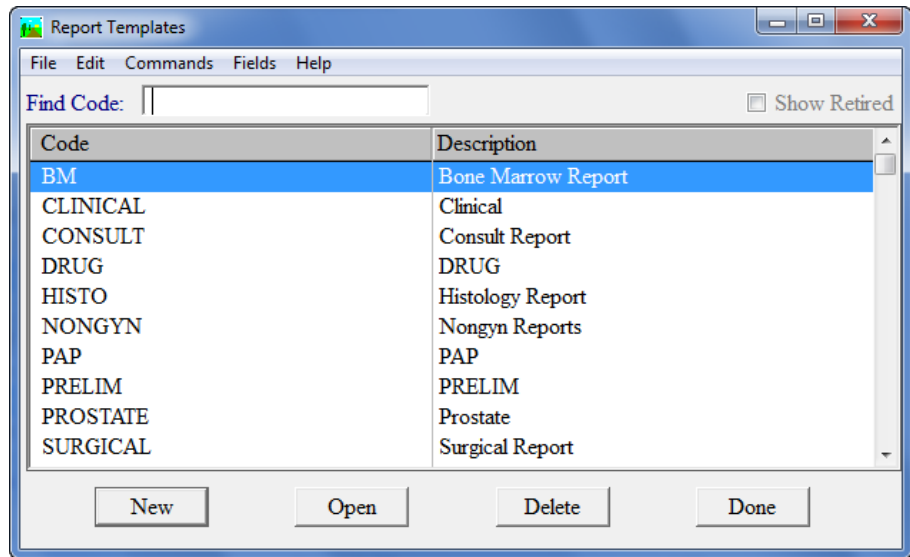 Report Templates
File Edit Commands Fields Help
Find Code: Show Retired
Code Description
BM Bone Marrow Report
CLINICAL Clinical
CONSULT Consult Report
DRUG DRUG
HISTO Histology Report
NONGYN Nongyn Reports
PAP PAP
PRELIM PRELIM
PROSTATE Prostate
SURGICAL Surgical Report
New Open Delete Done